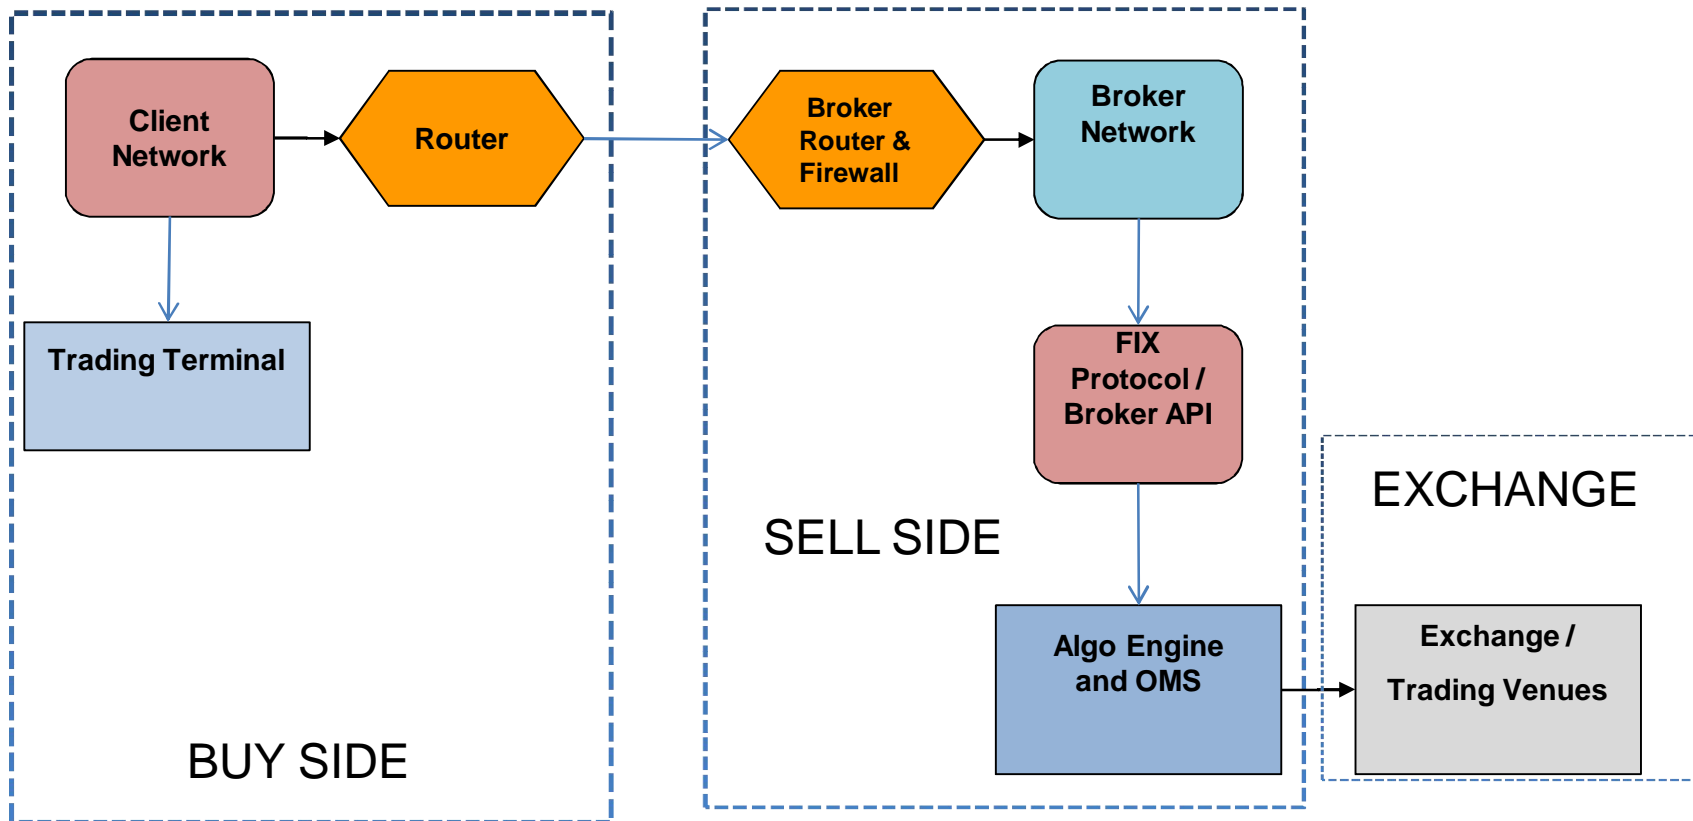 Client
Network
Router
Trading Terminal
BUY SIDE
Broker
Router &
Firewall
Broker
Network
FIX
Protocol /
Broker API
SELL SIDE
Algo Engine
and OMS
EXCHANGE
Exchange /
Trading Venues